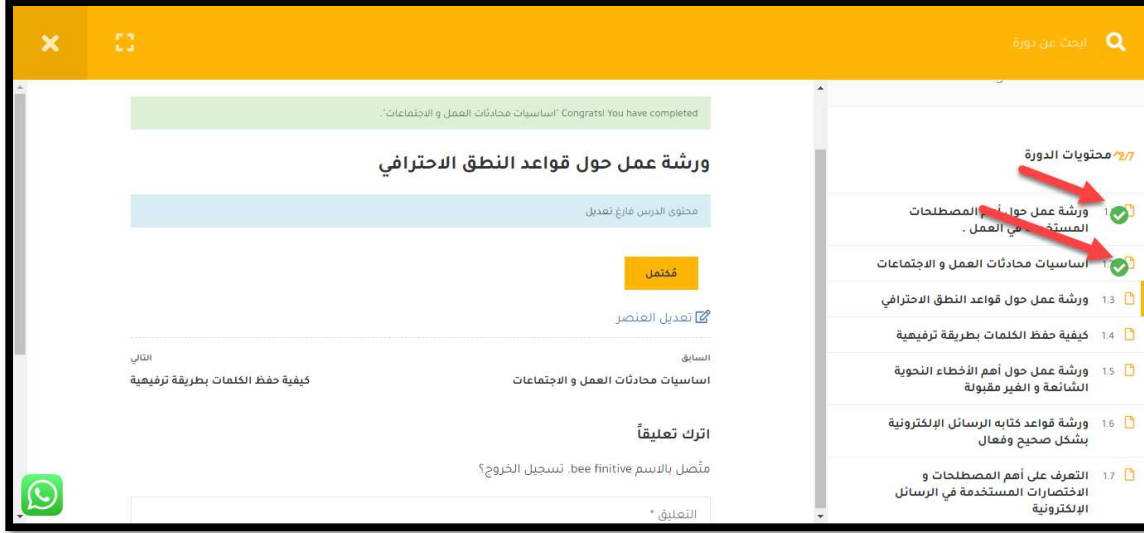 ابحث عن دورة
محتويات الدورة 2/7
ورشة عمل حول أهم المصطلحات
في العمل .
1.2 اساسيات محادثات العمل و الاجتماعات
1.3 ورشة عمل حول قواعد النطق الاحترافي
1.4 كيفية حفظ الكلمات بطريقة ترفيهية
1.5 ورشة عمل حول أهم الأخطاء النحوية
الشائعة و الغير مقبولة
1.6 ورشة قواعد كتابه الرسائل الإلكترونية
بشكل صحيح وفعال
1.7 التعرف على أهم المصطلحات و
الاختصارات المستخدمة في الرسائل
الإلكترونية
Congrats! You have completed "اساسيات محادثات العمل و الاجتماعات".
ورشة عمل حول قواعد النطق الاحترافي
محتوى الدرس فارغ.تعديل
مُكتمل
تعديل العنصر
السابق
اساسيات محادثات العمل و الاجتماعات
التالي
كيفية حفظ الكلمات بطريقة ترفيهية
اترك تعليقاً
متّصل بالاسم bee finitive. تسجيل الخروج؟
التعليق *